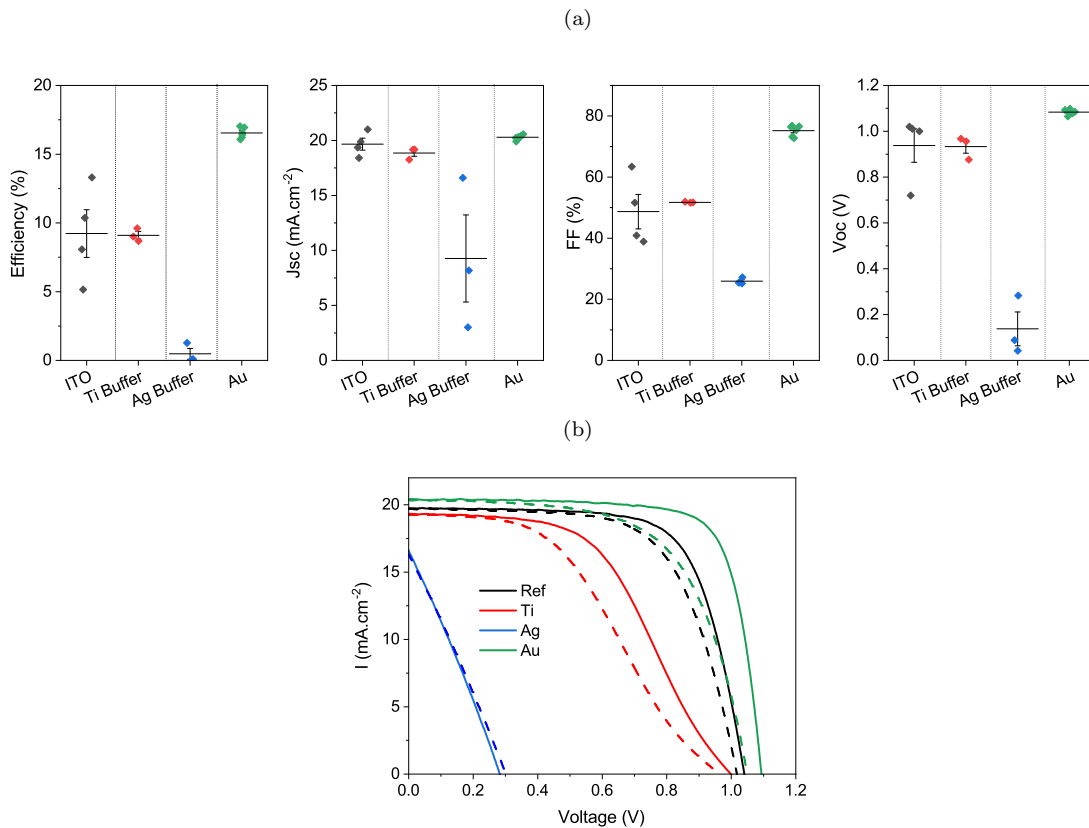 (a)
Efficiency (%)
20
15
10
5
0
ITO
Ti Buffer
Ag Buffer
Au
Jsc (mA.cm-2)
25
20
15
10
5
0
ITO
Ti Buffer
Ag Buffer
Au
FF (%)
80
60
40
20
0
ITO
Ti Buffer
Ag Buffer
Au
Voc (V)
1.2
1.0
0.8
0.6
0.4
0.2
0.0
ITO
Ti Buffer
Ag Buffer
Au
(b)
I (mA.cm-2)
20
15
10
5
0
Ref
Ti
Ag
Au
0.0 0.2 0.4 0.6 0.8 1.0 1.2
Voltage (V)